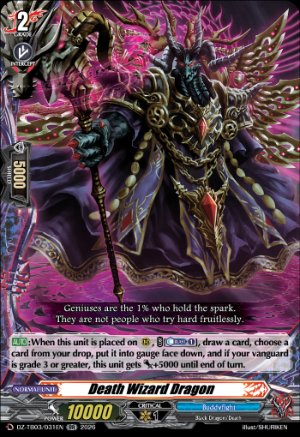 2
GRADE
INTERCEPT
5000
SHIELD
Geniuses are the 1% who hold the spark.
They are not people who try hard fruitlessly.
AUTO:When this unit is placed on, draw a card, choose a
card from your drop, put it into gauge face down, and if your vanguard
is grade 3 or greater, this unit gets +5000 until end of turn.
NORMAL UNIT
Death Wizard Dragon
POWER 10000
CRITICAL 1
Buddyfight
Black Dragon/Death
DZ-TB03/031EN RR 2026
Illust/SHURIKEN